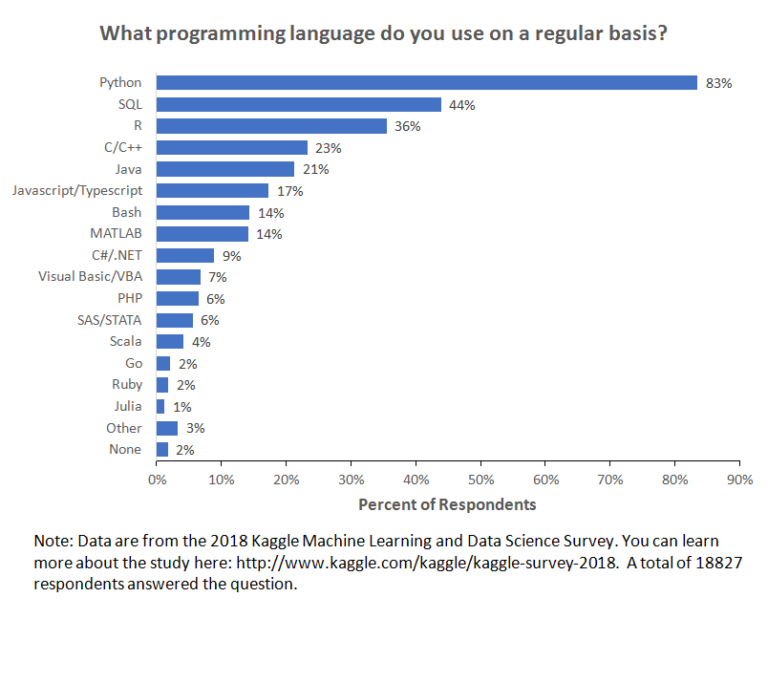 What programming language do you use on a regular basis?
Python 83%
SQL 44%
R 36%
C/C++ 23%
Java 21%
Javascript/Typescript 17%
Bash 14%
MATLAB 14%
C#/.NET 9%
Visual Basic/VBA 7%
PHP 6%
SAS/STATA 6%
Scala 4%
Go 2%
Ruby 2%
Julia 1%
Other 3%
None 2%
0% 10% 20% 30% 40% 50% 60% 70% 80% 90%
Percent of Respondents
Note: Data are from the 2018 Kaggle Machine Learning and Data Science Survey. You can learn
more about the study here: http://www.kaggle.com/kaggle/kaggle-survey-2018. A total of 18827
respondents answered the question.